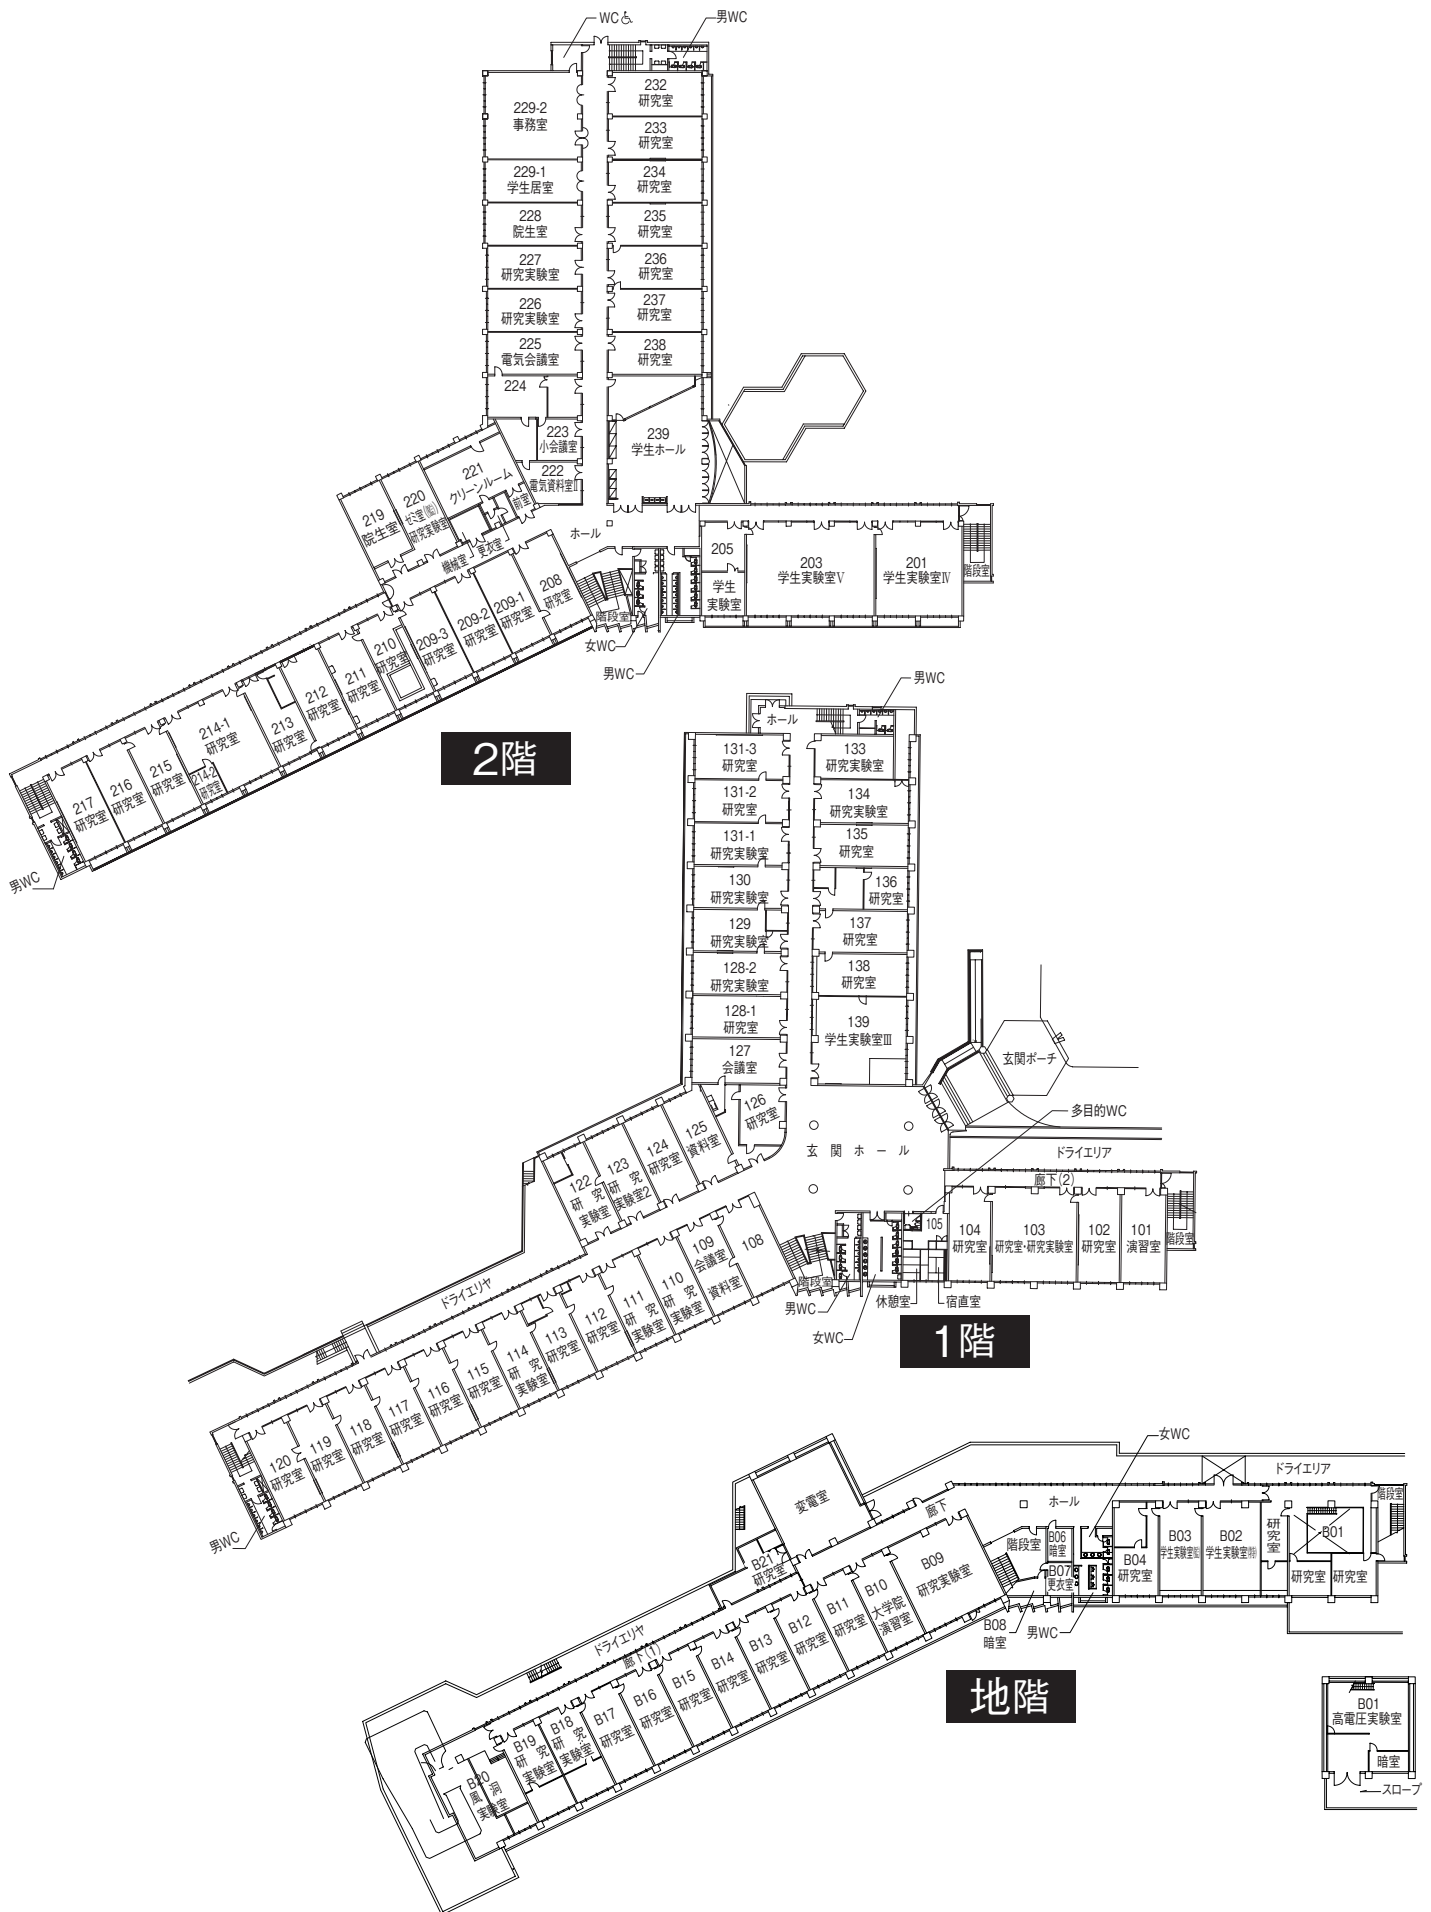 WC
男WC
229-2
事務室
232
研究室
233
研究室
229-1
学生居室
234
研究室
228
院生室
235
研究室
227
研究実験室
236
研究室
226
研究実験室
237
研究室
225
電気会議室
238
研究室
224
223
小会議室
239
学生ホール
222
電気資料室Ⅱ
221
クリーンルーム
前室
220
ゼミ室(Ⅶ)
研究実験室
219
院生室
機械室
更衣室
ホール
205
学生
実験室
203
学生実験室Ⅴ
201
学生実験室Ⅳ
階段室
208
研究室
209-1
研究室
209-2
研究室
209-3
研究室
210
研究室
211
研究室
212
研究室
213
研究室
214-1
研究室
214-2
研究室
215
研究室
216
研究室
217
研究室
階段室
女WC
男WC
男WC
2階
男WC
ホール
131-3
研究室
133
研究実験室
131-2
研究室
134
研究実験室
131-1
研究実験室
135
研究室
130
研究実験室
136
研究室
129
研究実験室
137
研究室
128-2
研究実験室
138
研究室
128-1
研究室
139
学生実験室Ⅲ
127
会議室
玄関ポーチ
126
研究室
125
資料室
124
研究室
123
研究
実験室2
122
研究
実験室
玄関ホール
多目的WC
ドライエリア
廊下(2)
105
104
研究室
103
研究室・研究実験室
102
研究室
101
演習室
階段室
108
109
会議室
資料室
110
研究
実験室
111
研究
実験室
112
研究室
113
研究室
114
研究
実験室
115
研究室
116
研究室
117
研究室
118
研究室
119
研究室
120
研究室
ドライエリヤ
階段室
男WC
女WC
休憩室
宿直室
男WC
1階
女WC
ドライエリア
変電室
廊下
ホール
階段室
B06
暗室
B07
更衣室
B04
研究室
B03
B02
研究室
B01
研究室
研究室
階段室
B21
研究室
B09
研究実験室
B10
大学院
演習室
B11
研究室
B12
研究室
B13
研究室
B14
研究室
B15
研究室
B16
研究室
B17
研究室
B18
研究
実験室
B19
研究
実験室
B20
風洞
実験室
ドライエリヤ
廊下(1)
B08
暗室
男WC
地階
B01
高電圧実験室
暗室
スロープ